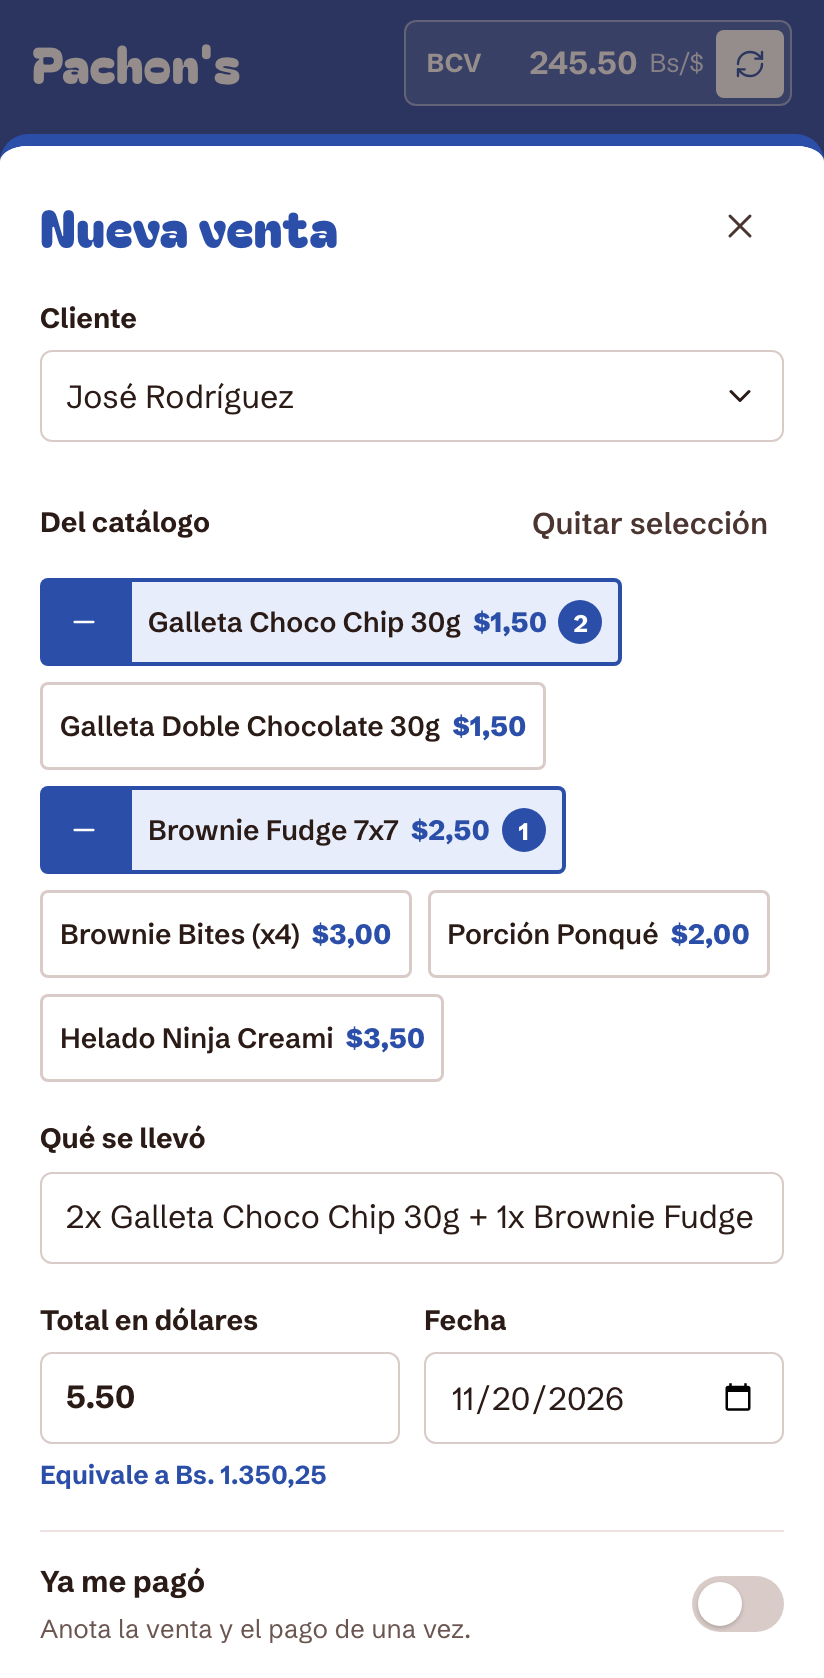 Pachon's
BCV 245.50 Bs/$
Nueva venta
Cliente
José Rodríguez
Del catálogo
Quitar selección
Galleta Choco Chip 30g $1,50 2
Galleta Doble Chocolate 30g $1,50
Brownie Fudge 7x7 $2,50 1
Brownie Bites (x4) $3,00
Porción Ponqué $2,00
Helado Ninja Creami $3,50
Qué se llevó
2x Galleta Choco Chip 30g + 1x Brownie Fudge
Total en dólares
Fecha
5.50
11/20/2026
Equivale a Bs. 1.350,25
Ya me pagó
Anota la venta y el pago de una vez.